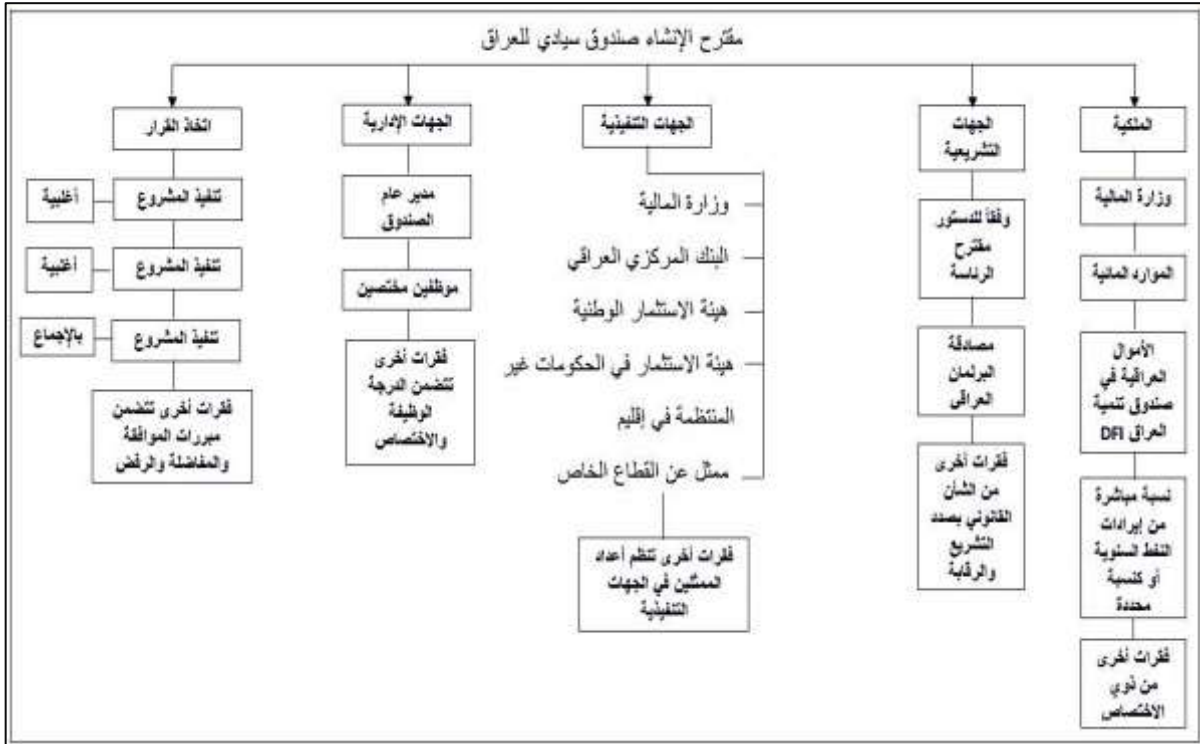 مقترح الإنشاه صندوق سيادي للعراق
الملكية
وزارة المالية
الموارد المالية
الأموال
العراقية في
صندوق تنمية
العراق DFI
نسبة مباشرة
من إيرادات
النفط السنوية
أو كنسبة
محددة
فقرات أخرى
من ذوي
الاختصاص
الجهات
التشريعية
وفقاً للدستور
مقترح
الرئاسة
مصادقة
البرلمان
العراقي
فقرات أخرى
من الشأن
القانوني بصدد
التشريع
والرقابة
الجهات التنفيذية
وزارة المالية
البنك المركزي العراقي
هيئة الاستثمار الوطنية
هيئة الاستثمار في الحكومات غير
المنتظمة في إقليم
ممثل عن القطاع الخاص
فقرات أخرى تنظم أعداد
الممثلين في الجهات
التنفيذية
الجهات الإدارية
مدير عام
الصندوق
موظفين مختصين
فقرات أخرى
تتضمن الدرجة
الوظيفة
والاختصاص
اتخاذ القرار
تنفيذ المشروع
أغلبية
تنفيذ المشروع
أغلبية
تنفيذ المشروع
بالإجماع
فقرات أخرى تتضمن
مبررات الموافقة
والمفاضلة والرفض